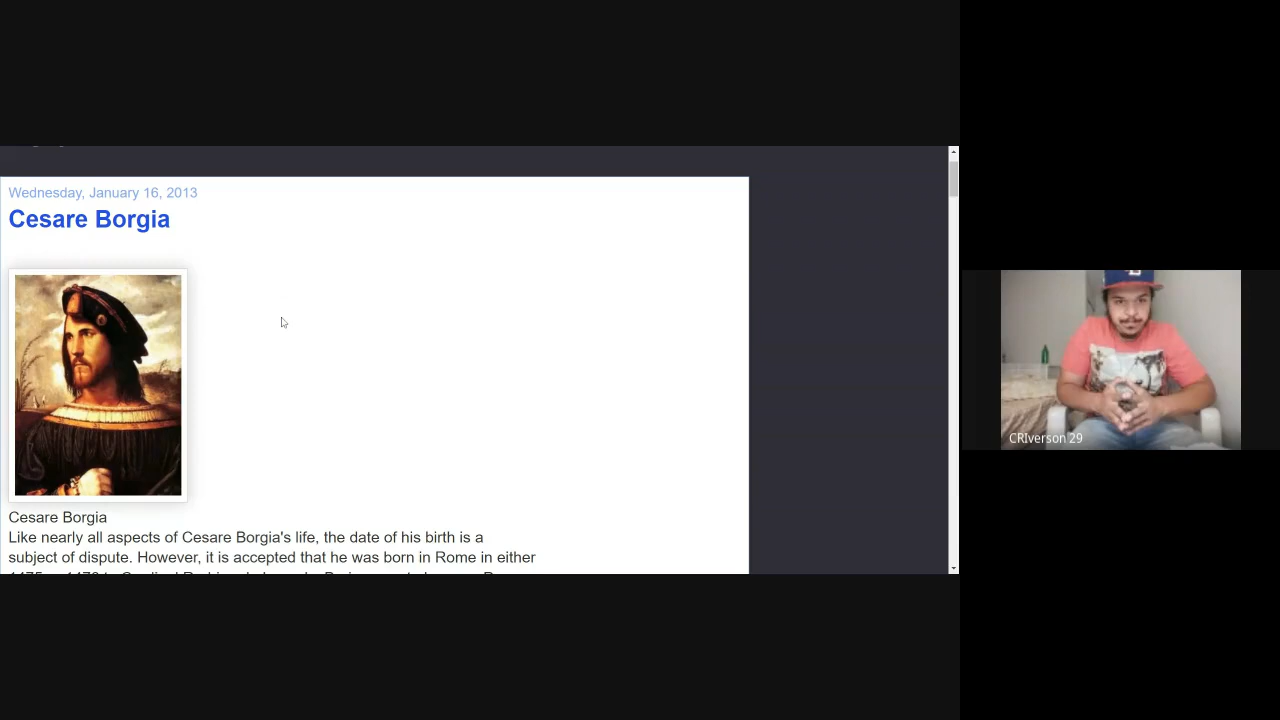 Wednesday, January 16, 2013
Cesare Borgia
Cesare Borgia
Like nearly all aspects of Cesare Borgia's life, the date of his birth is a
subject of dispute. However, it is accepted that he was born in Rome in either
CRIverson 29